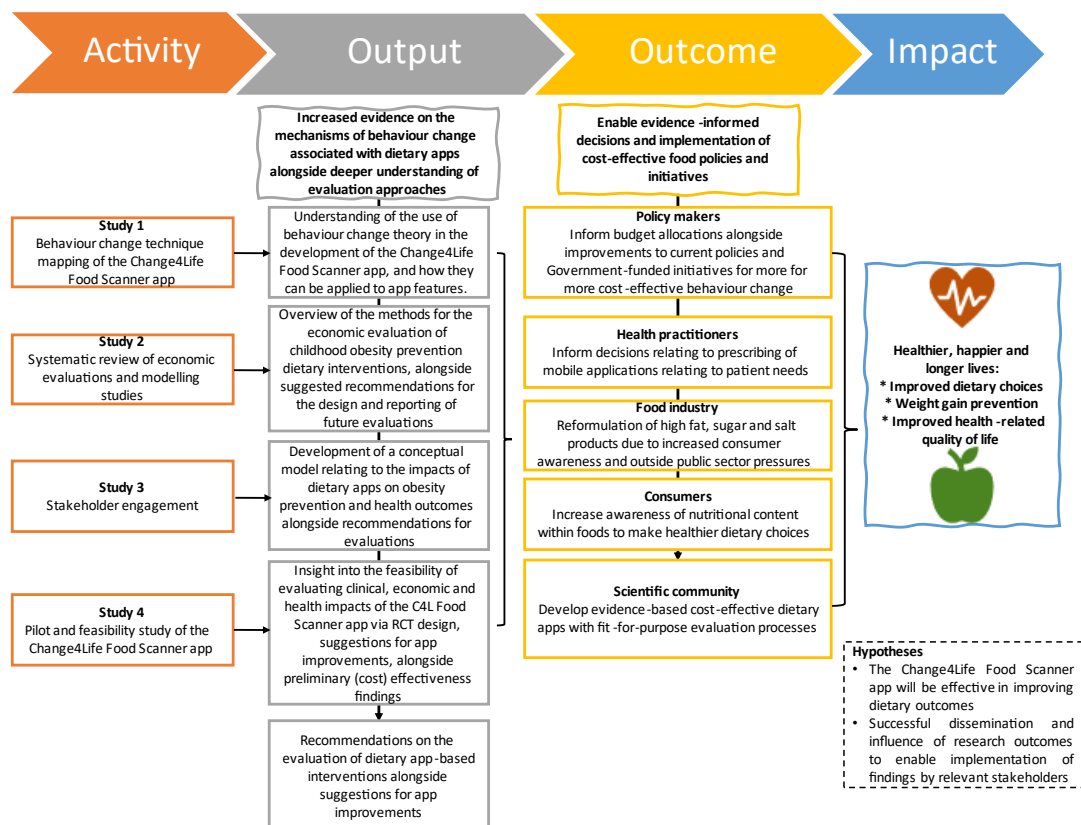 Activity
Output
Outcome
Impact
Increased evidence on the
mechanisms of behaviour change
associated with dietary apps
alongside deeper understanding of
evaluation approaches
Enable evidence -informed
decisions and implementation of
cost-effective food policies and
initiatives
Study 1
Behaviour change technique
mapping of the Change4Life
Food Scanner app
Understanding of the use of
behaviour change theory in the
development of the Change4Life
Food Scanner app, and how they
can be applied to app features.
Policy makers
Inform budget allocations alongside
improvements to current policies and
Government-funded initiatives for more for
more cost-effective behaviour change
Study 2
Systematic review of economic
evaluations and modelling
studies
Overview of the methods for the
economic evaluation of
childhood obesity prevention
dietary interventions, alongside
suggested recommendations for
the design and reporting of
future evaluations
Health practitioners
Inform decisions relating to prescribing of
mobile applications relating to patient needs
Food industry
Reformulation of high fat, sugar and salt
products due to increased consumer
awareness and outside public sector pressures
Study 3
Stakeholder engagement
Development of a conceptual
model relating to the impacts of
dietary apps on obesity
prevention and health outcomes
alongside recommendations for
evaluations
Consumers
Increase awareness of nutritional content
within foods to make healthier dietary choices
Study 4
Pilot and feasibility study of the
Change4Life Food Scanner app
Insight into the feasibility of
evaluating clinical, economic and
health impacts of the C4L Food
Scanner app via RCT design,
suggestions for app
improvements, alongside
preliminary (cost) effectiveness
findings
Scientific community
Develop evidence-based cost-effective dietary
apps with fit -for-purpose evaluation processes
Recommendations on the
evaluation of dietary app-based
interventions alongside
suggestions for app
improvements
Healthier, happier and
longer lives:
* Improved dietary choices
* Weight gain prevention
* Improved health -related
quality of life
Hypotheses
• The Change4Life Food Scanner
app will be effective in improving
dietary outcomes
• Successful dissemination and
influence of research outcomes
to enable implementation of
findings by relevant stakeholders